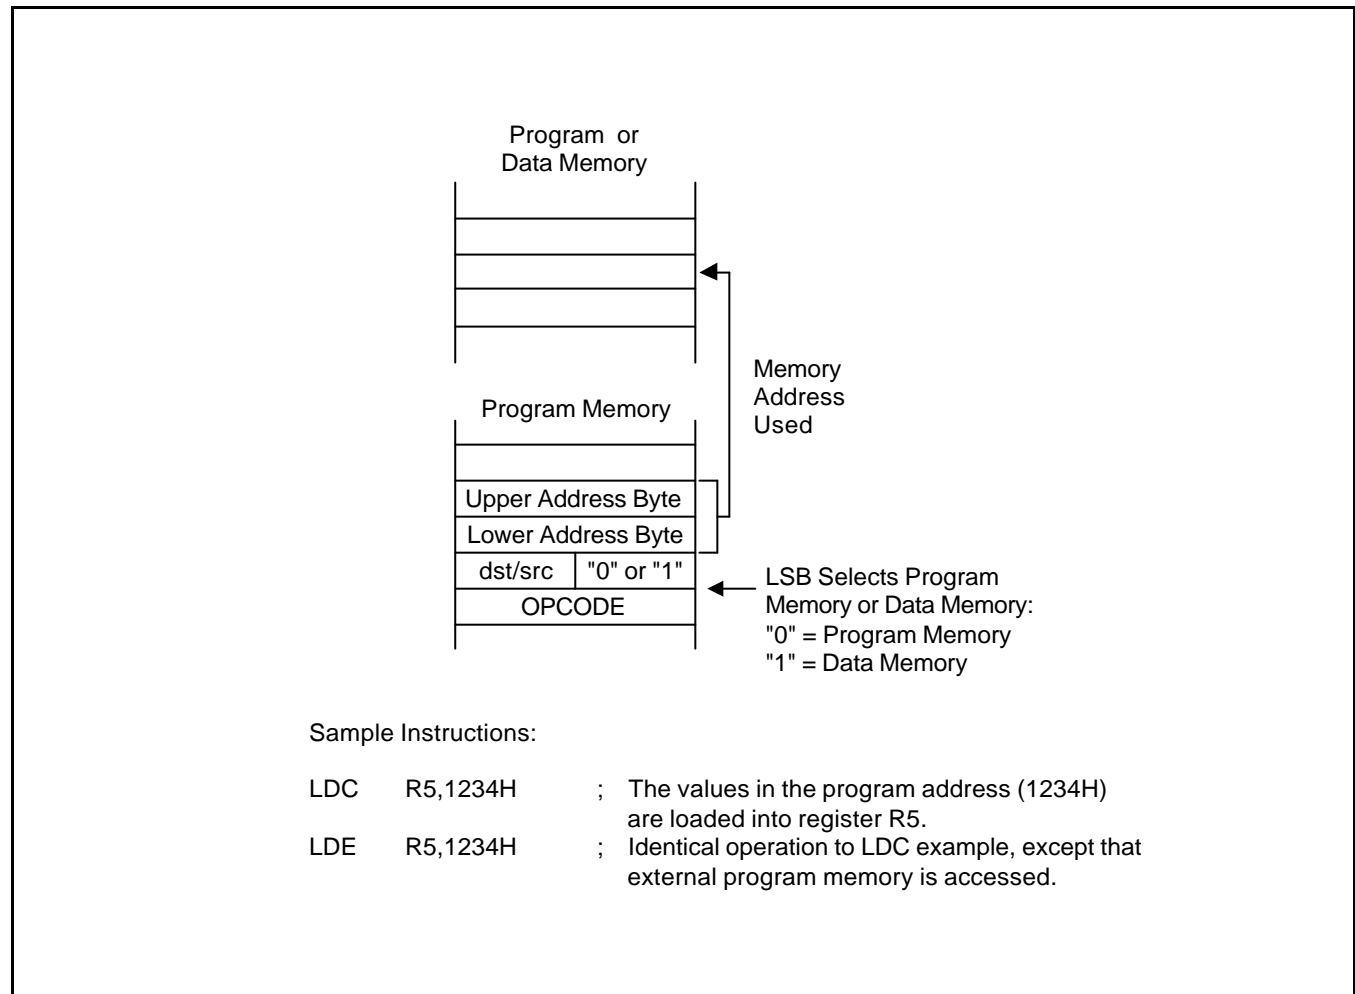 Program or
Data Memory
Memory
Address
Used
Program Memory
Upper Address Byte
Lower Address Byte
dst/src "0" or "1"
OPCODE
LSB Selects Program
Memory or Data Memory:
"0" = Program Memory
"1" = Data Memory
Sample Instructions:
LDC R5,1234H ; The values in the program address (1234H)
are loaded into register R5.
LDE R5,1234H ; Identical operation to LDC example, except that
external program memory is accessed.